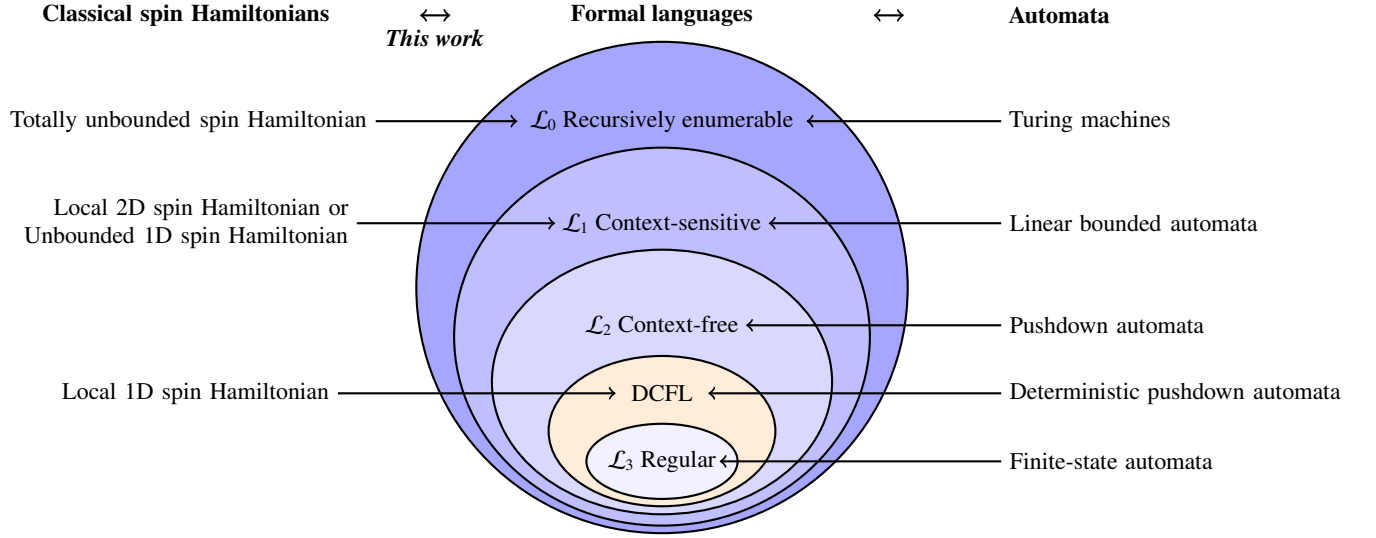 Classical spin Hamiltonians ↔ Formal languages ↔ Automata
This work
Totally unbounded spin Hamiltonian ℒ₀ Recursively enumerable Turing machines
Local 2D spin Hamiltonian or
Unbounded 1D spin Hamiltonian ℒ₁ Context-sensitive Linear bounded automata
ℒ₂ Context-free Pushdown automata
Local 1D spin Hamiltonian DCFL Deterministic pushdown automata
ℒ₃ Regular Finite-state automata